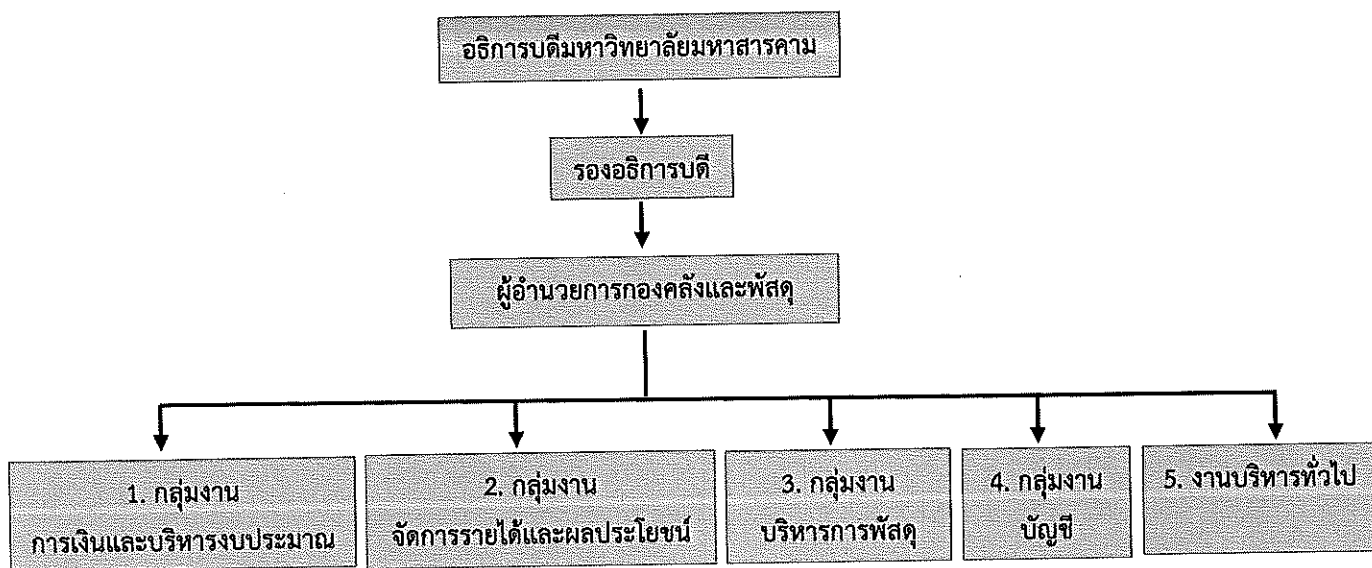 อธิการบดีมหาวิทยาลัยมหาสารคาม
รองอธิการบดี
ผู้อำนวยการกองคลังและพัสดุ
1. กลุ่มงาน
การเงินและบริหารงบประมาณ
2. กลุ่มงาน
จัดการรายได้และผลประโยชน์
3. กลุ่มงาน
บริหารการพัสดุ
4. กลุ่มงาน
บัญชี
5. งานบริหารทั่วไป